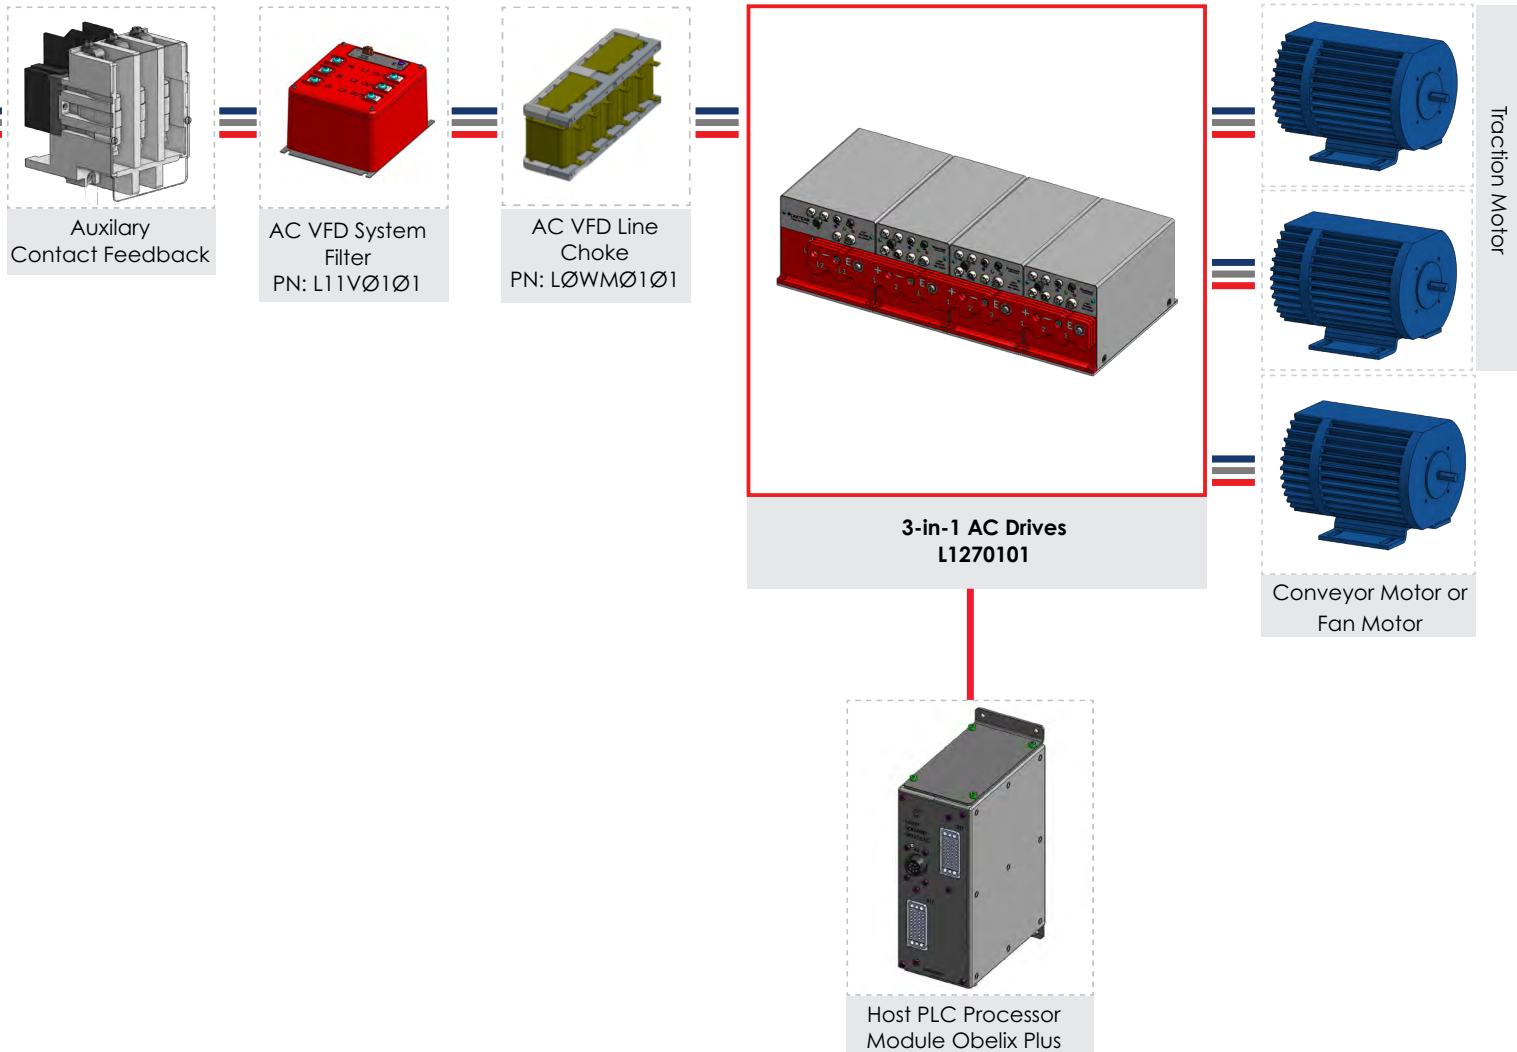 Auxilary
Contact Feedback
AC VFD System
Filter
PN: L11VØ1Ø1
AC VFD Line
Choke
PN: LØWMØ1Ø1
3-in-1 AC Drives
L1270101
Traction Motor
Conveyor Motor or
Fan Motor
Host PLC Processor
Module Obelix Plus